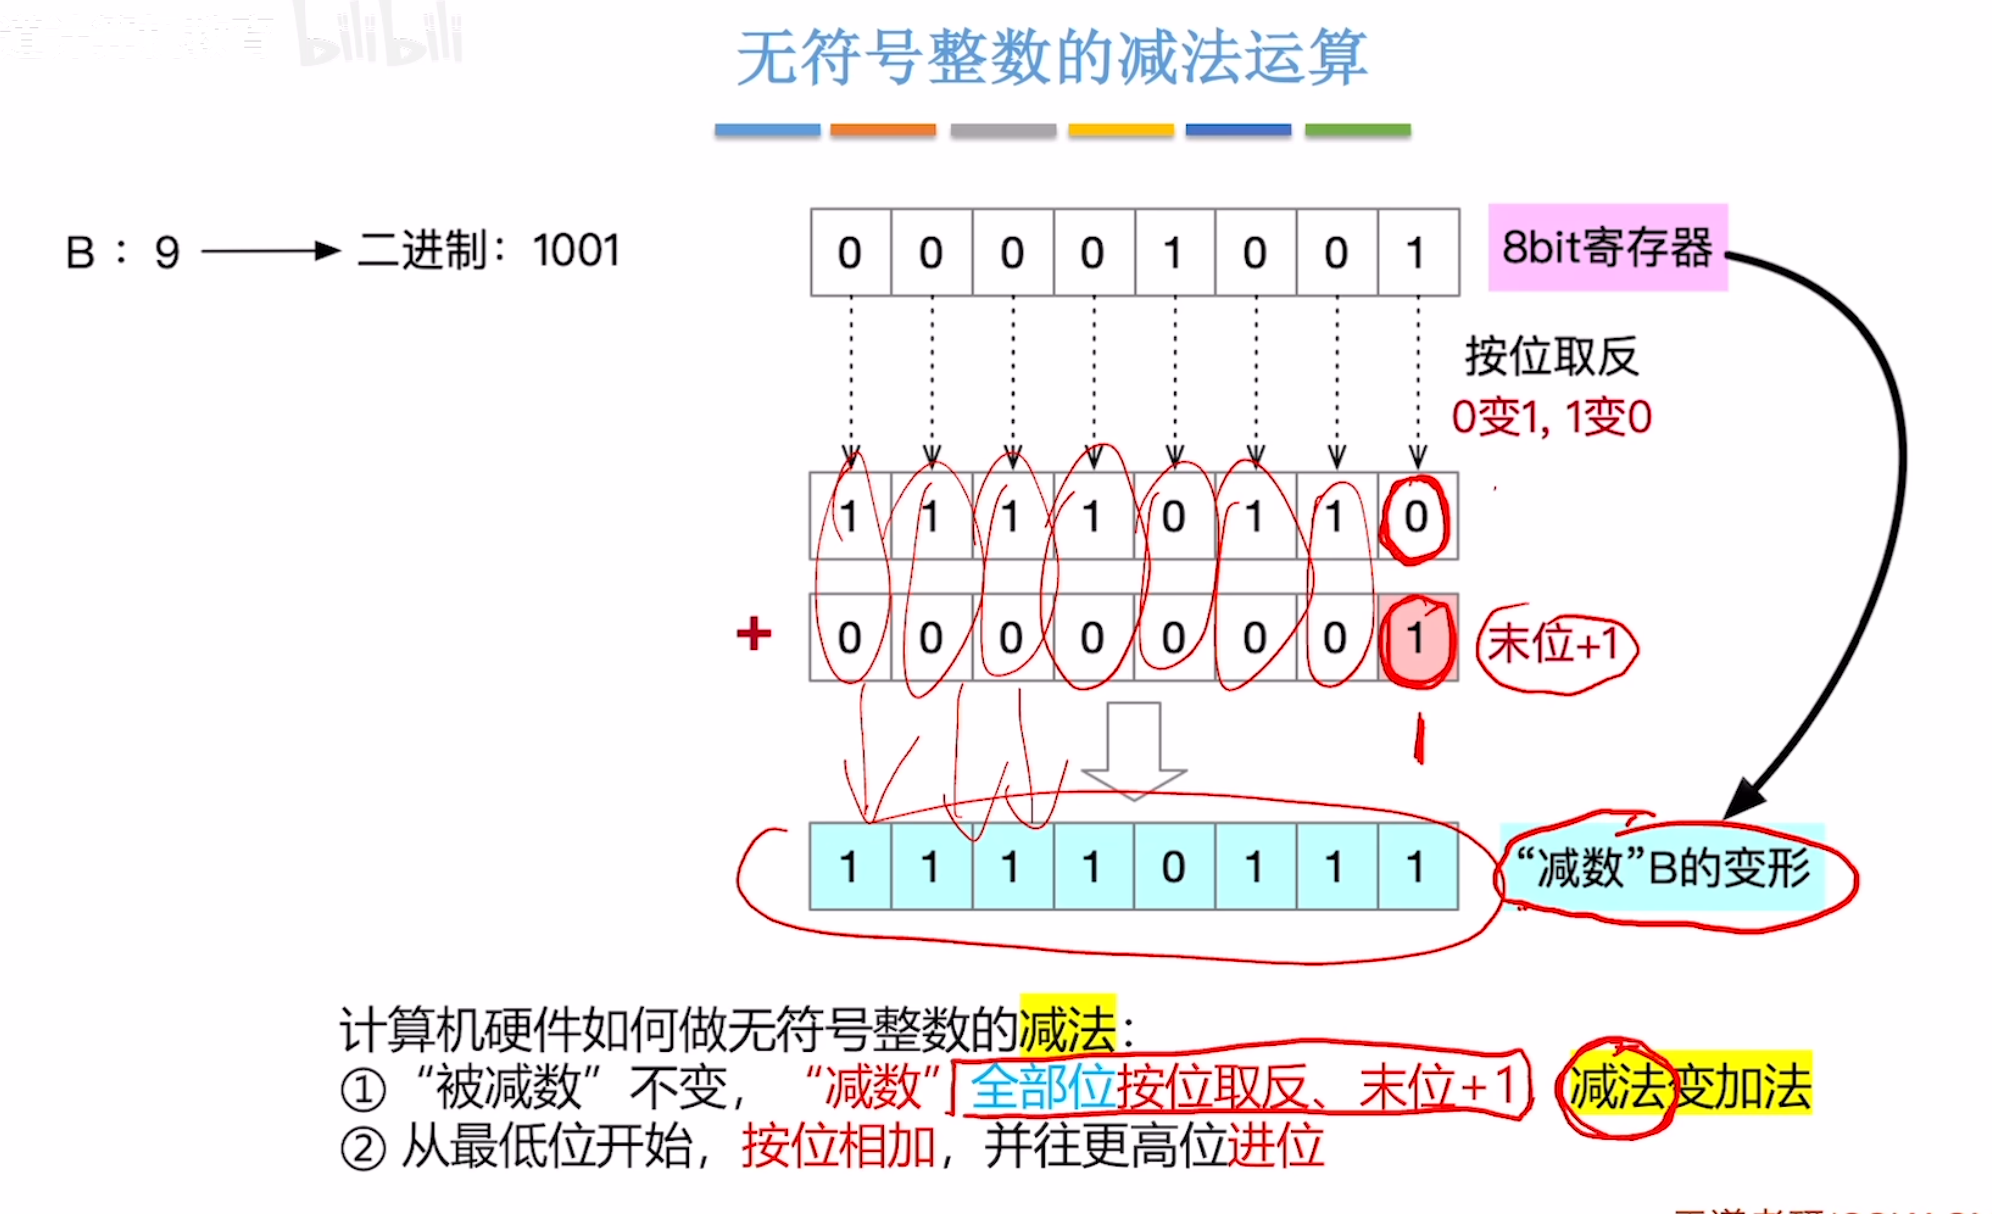 bilibili
无符号整数的减法运算
B : 9 二进制: 1001
0 0 0 0 1 0 0 1
8bit寄存器
按位取反
0变1, 1变0
1 1 1 1 0 1 1 0
+ 0 0 0 0 0 0 0 1 末位+1
1
1 1 1 1 0 1 1 1
“减数”B的变形
计算机硬件如何做无符号整数的减法:
① “被减数”不变, “减数”全部位按位取反、末位+1 减法变加法
② 从最低位开始, 按位相加, 并往更高位进位